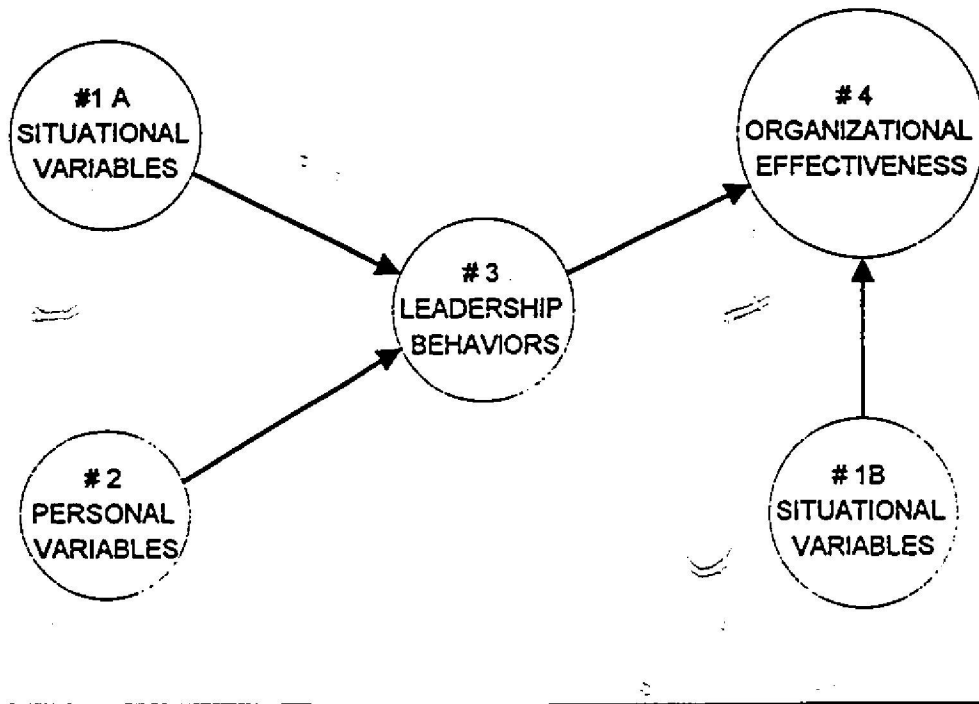 #1 A
SITUATIONAL
VARIABLES
# 4
ORGANIZATIONAL
EFFECTIVENESS
# 3
LEADERSHIP
BEHAVIORS
# 2
PERSONAL
VARIABLES
# 1B
SITUATIONAL
VARIABLES